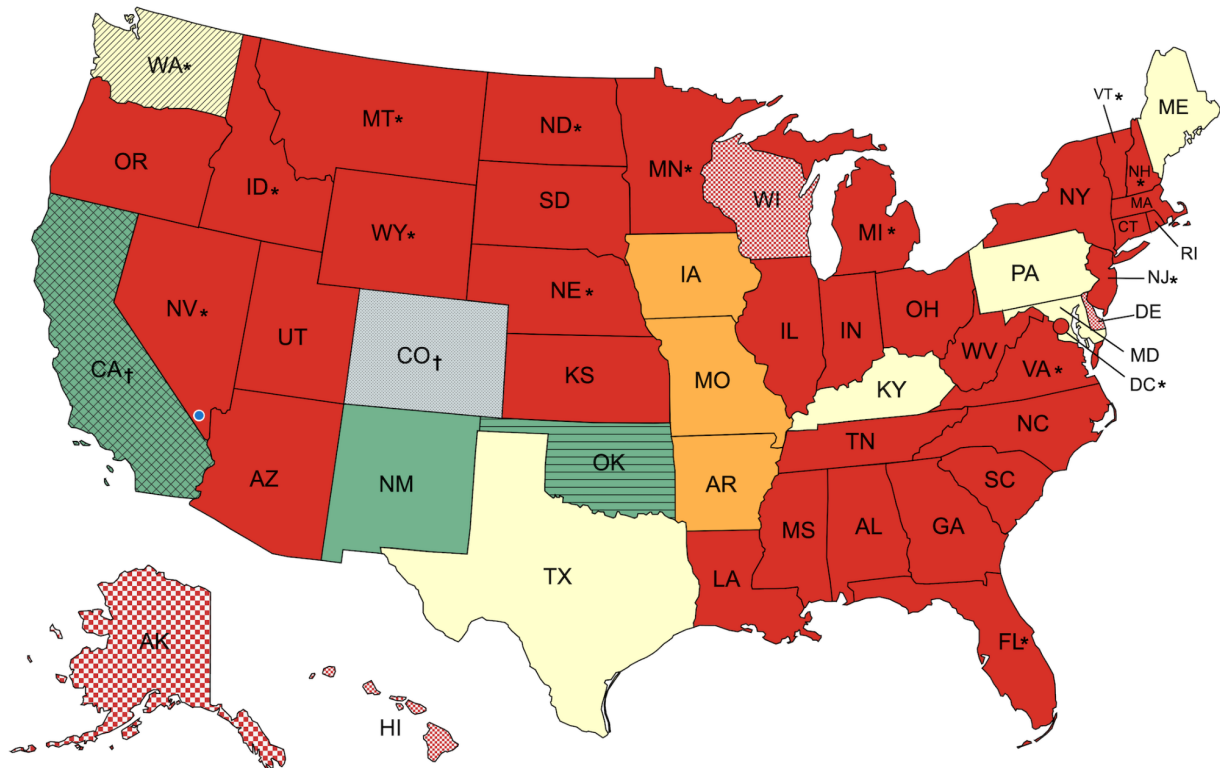 WA*
OR
MT*
ID*
WY*
ND*
SD
MN*
WI
MI*
NY
VT*
NH
*
ME
MA
CT
RI
PA
NJ*
DE
MD
DC*
NV*
UT
CA†
CO†
NE*
KS
IA
MO
IL
IN
OH
WV
VA*
KY
TN
NC
SC
AZ
NM
OK
AR
TX
LA
MS
AL
GA
FL*
AK
HI